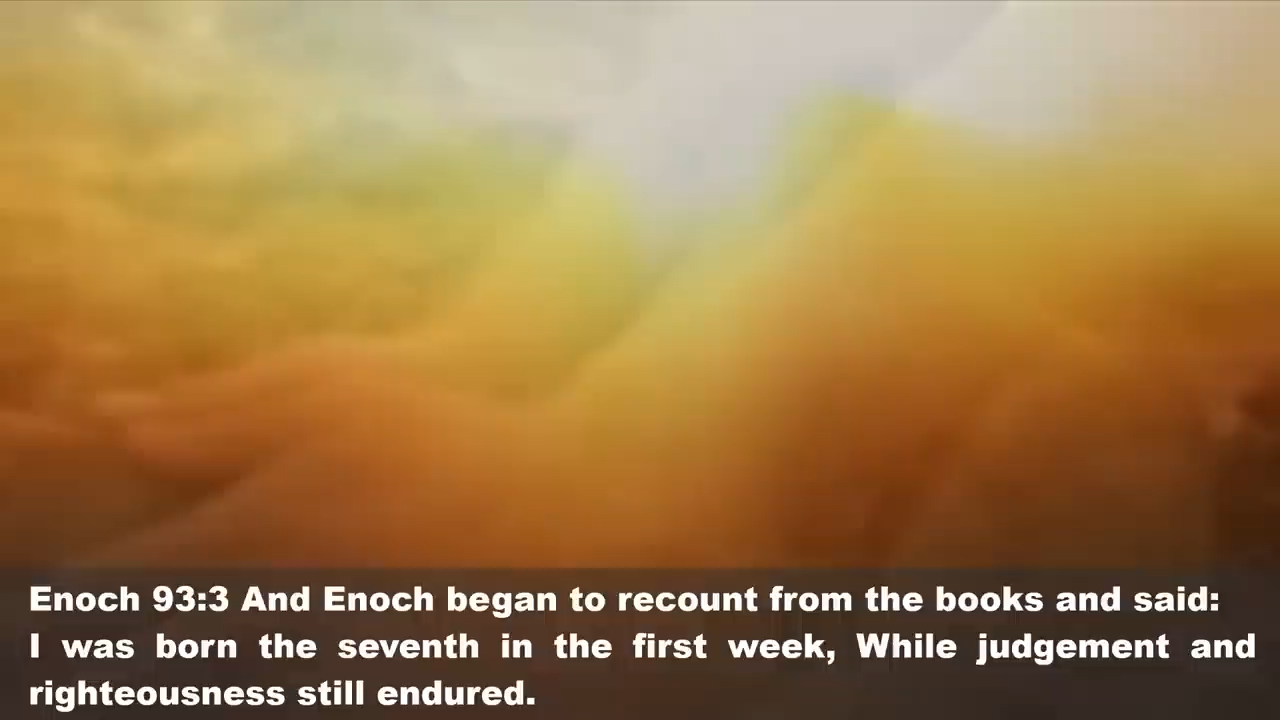 Enoch 93:3 And Enoch began to recount from the books and said:
I was born the seventh in the first week, While judgement and
righteousness still endured.